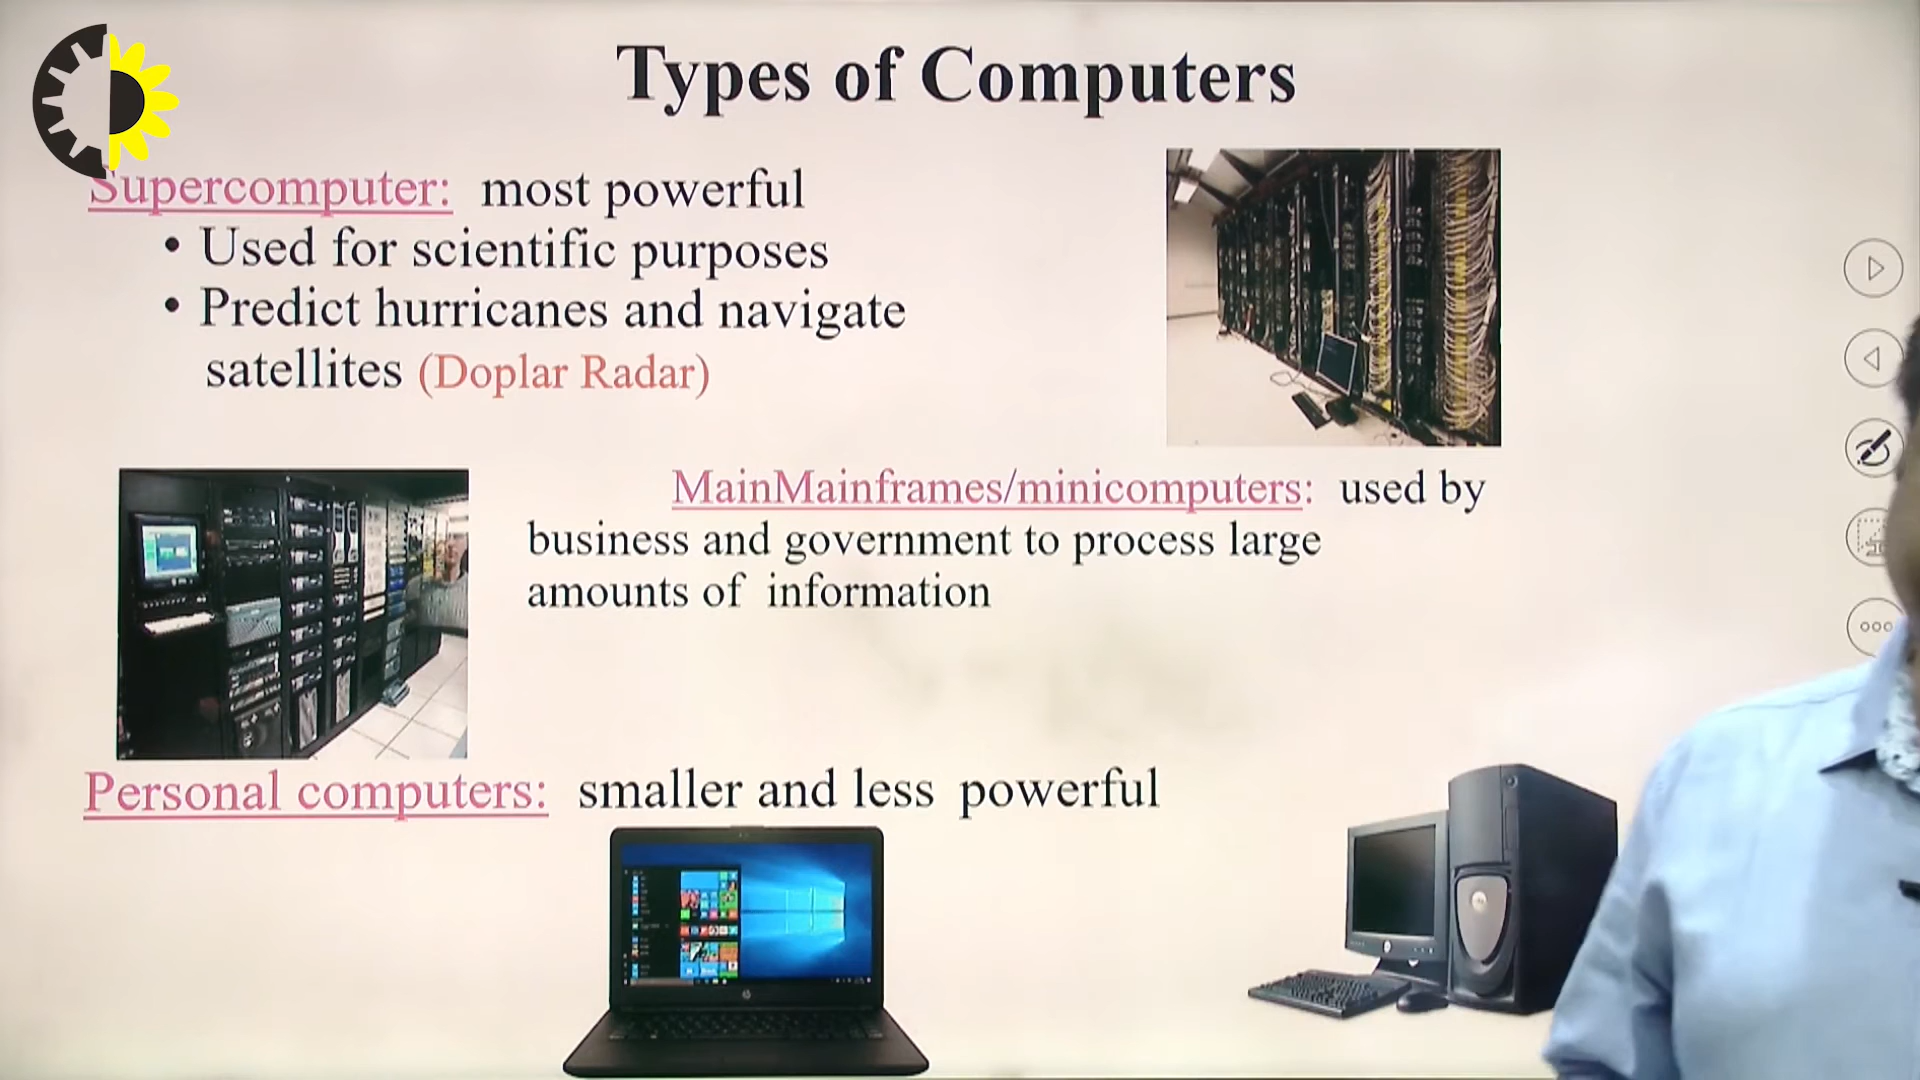 Types of Computers
Supercomputer: most powerful
• Used for scientific purposes
• Predict hurricanes and navigate
satellites (Doplar Radar)
MainMainframes/minicomputers: used by
business and government to process large
amounts of information
Personal computers: smaller and less powerful